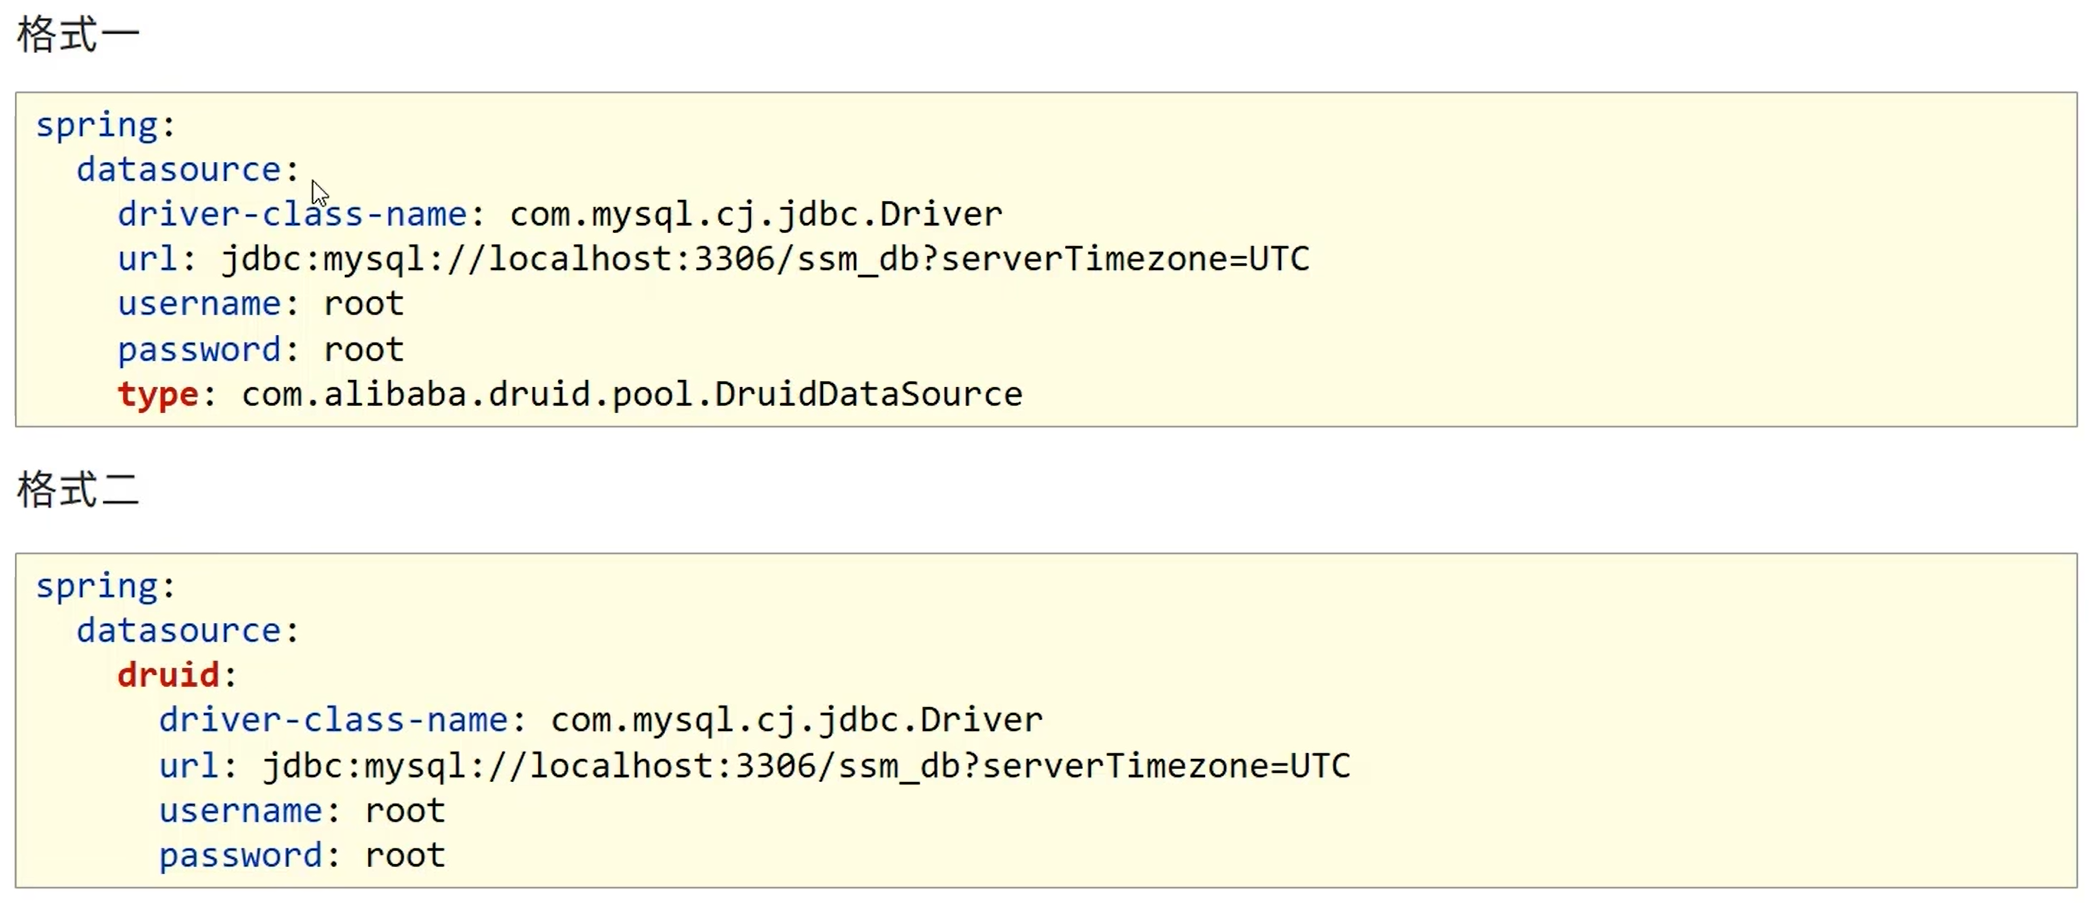 格式一
spring:
  datasource:
    driver-class-name: com.mysql.cj.jdbc.Driver
    url: jdbc:mysql://localhost:3306/ssm_db?serverTimezone=UTC
    username: root
    password: root
    type: com.alibaba.druid.pool.DruidDataSource
格式二
spring:
  datasource:
    druid:
      driver-class-name: com.mysql.cj.jdbc.Driver
      url: jdbc:mysql://localhost:3306/ssm_db?serverTimezone=UTC
      username: root
      password: root